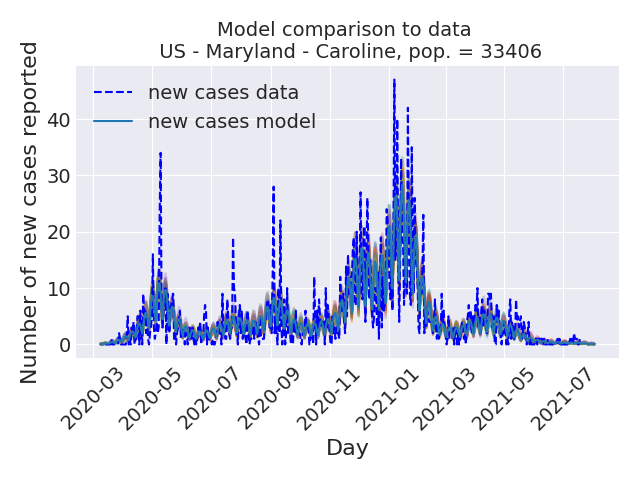 Model comparison to data
US - Maryland - Caroline, pop. = 33406
Number of new cases reported
new cases data
new cases model
40
30
20
10
0
2020-03
2020-05
2020-07
2020-09
2020-11
2021-01
2021-03
2021-05
2021-07
Day